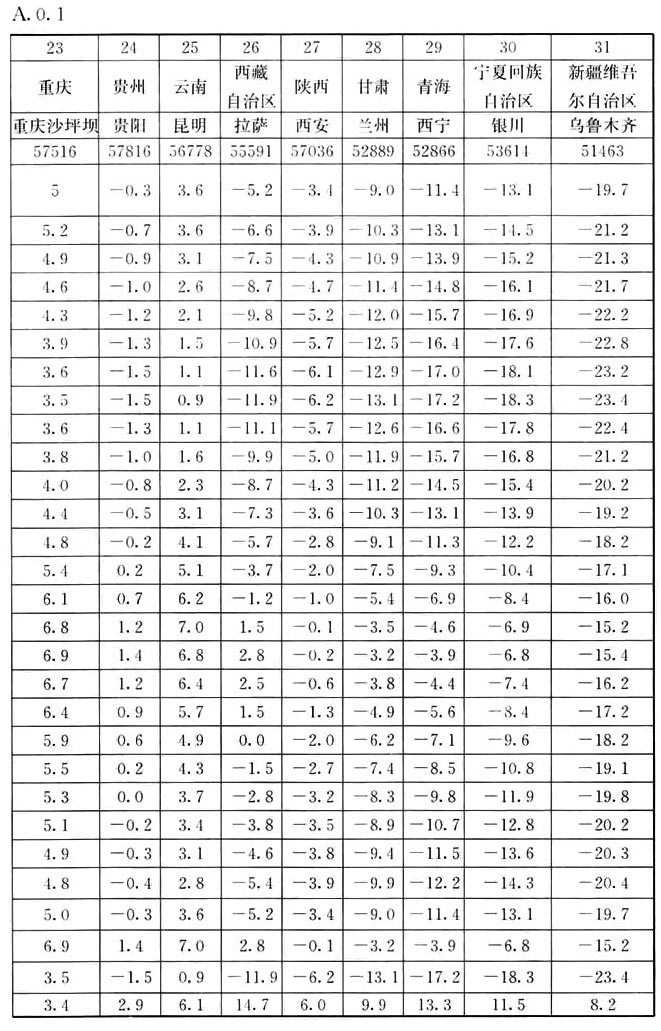 A.0.1
23 24 25 26 27 28 29 30 31
重庆 贵州 云南 西藏自治区 陕西 甘肃 青海 宁夏回族自治区 新疆维吾尔自治区
重庆沙坪坝 贵阳 昆明 拉萨 西安 兰州 西宁 银川 乌鲁木齐
57516 57816 56778 55591 57036 52889 52866 53614 51463
5 −0.3 3.6 −5.2 −3.4 −9.0 −11.4 −13.1 −19.7
5.2 −0.7 3.6 −6.6 −3.9 −10.3 −13.1 −14.5 −21.2
4.9 −0.9 3.1 −7.5 −4.3 −10.9 −13.9 −15.2 −21.3
4.6 −1.0 2.6 −8.7 −4.7 −11.4 −14.8 −16.1 −21.7
4.3 −1.2 2.1 −9.8 −5.2 −12.0 −15.7 −16.9 −22.2
3.9 −1.3 1.5 −10.9 −5.7 −12.5 −16.4 −17.6 −22.8
3.6 −1.5 1.1 −11.6 −6.1 −12.9 −17.0 −18.1 −23.2
3.5 −1.5 0.9 −11.9 −6.2 −13.1 −17.2 −18.3 −23.4
3.6 −1.3 1.1 −11.1 −5.7 −12.6 −16.6 −17.8 −22.4
3.8 −1.0 1.6 −9.9 −5.0 −11.9 −15.7 −16.8 −21.2
4.0 −0.8 2.3 −8.7 −4.3 −11.2 −14.5 −15.4 −20.2
4.4 −0.5 3.1 −7.3 −3.6 −10.3 −13.1 −13.9 −19.2
4.8 −0.2 4.1 −5.7 −2.8 −9.1 −11.3 −12.2 −18.2
5.4 0.2 5.1 −3.7 −2.0 −7.5 −9.3 −10.4 −17.1
6.1 0.7 6.2 −1.2 −1.0 −5.4 −6.9 −8.4 −16.0
6.8 1.2 7.0 1.5 −0.1 −3.5 −4.6 −6.9 −15.2
6.9 1.4 6.8 2.8 −0.2 −3.2 −3.9 −6.8 −15.4
6.7 1.2 6.4 2.5 −0.6 −3.8 −4.4 −7.4 −16.2
6.4 0.9 5.7 1.5 −1.3 −4.9 −5.6 −8.4 −17.2
5.9 0.6 4.9 0.0 −2.0 −6.2 −7.1 −9.6 −18.2
5.5 0.2 4.3 −1.5 −2.7 −7.4 −8.5 −10.8 −19.1
5.3 0.0 3.7 −2.8 −3.2 −8.3 −9.8 −11.9 −19.8
5.1 −0.2 3.4 −3.8 −3.5 −8.9 −10.7 −12.8 −20.2
4.9 −0.3 3.1 −4.6 −3.8 −9.4 −11.5 −13.6 −20.3
4.8 −0.4 2.8 −5.4 −3.9 −9.9 −12.2 −14.3 −20.4
5.0 −0.3 3.6 −5.2 −3.4 −9.0 −11.4 −13.1 −19.7
6.9 1.4 7.0 2.8 −0.1 −3.2 −3.9 −6.8 −15.2
3.5 −1.5 0.9 −11.9 −6.2 −13.1 −17.2 −18.3 −23.4
3.4 2.9 6.1 14.7 6.0 9.9 13.3 11.5 8.2